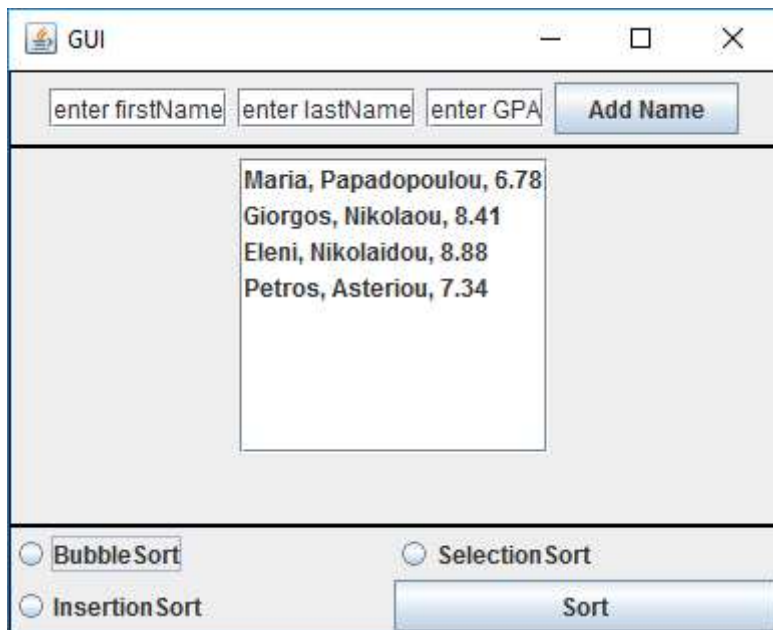 GUI
enter firstName enter lastName enter GPA Add Name
Maria, Papadopoulou, 6.78
Giorgos, Nikolaou, 8.41
Eleni, Nikolaidou, 8.88
Petros, Asteriou, 7.34
BubbleSort SelectionSort
InsertionSort Sort